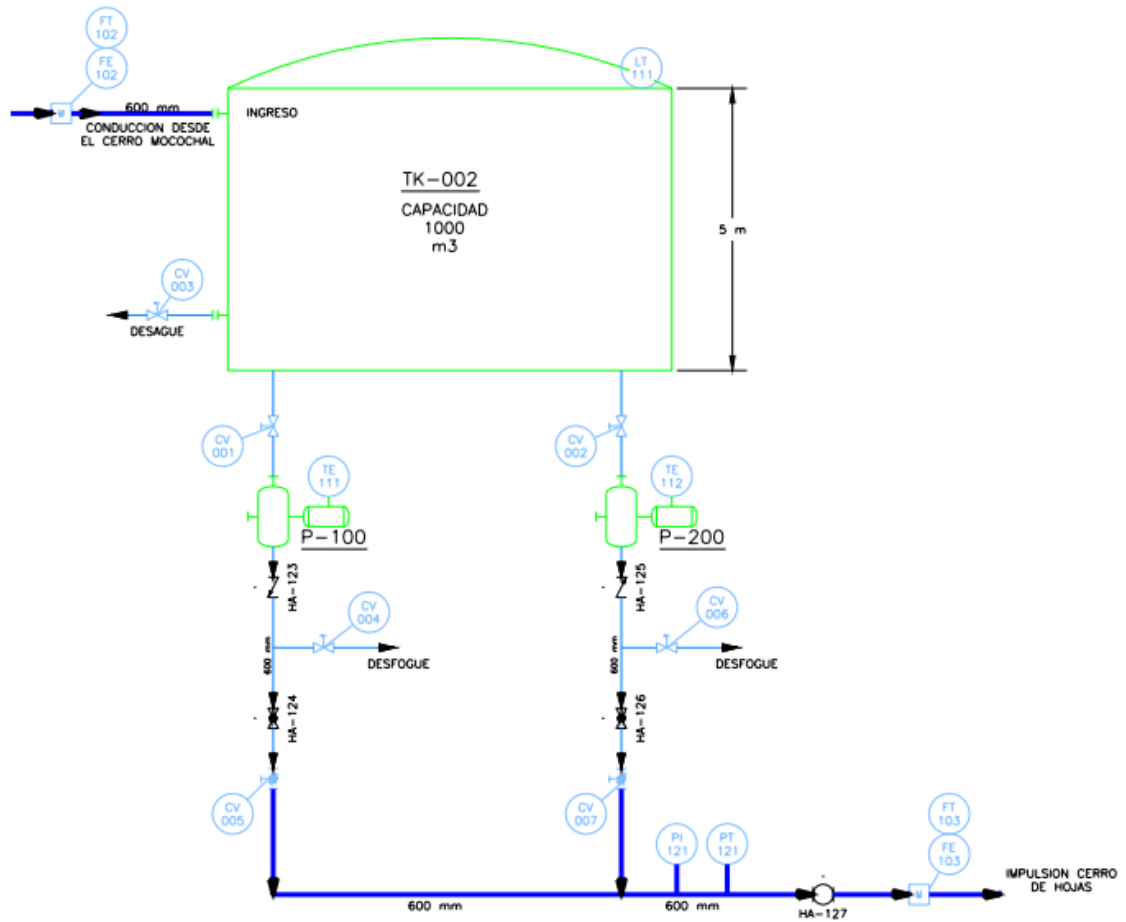 FT
102
FE
102
M
600 mm
CONDUCCION DESDE
EL CERRO MOCOCHAL
INGRESO
LT
111
TK-002
CAPACIDAD
1000
m3
5 m
CV
003
DESAGUE
CV
001
CV
002
TE
111
P-100
TE
112
P-200
HA-123
HA-125
CV
004
DESFOGUE
600 mm
CV
006
DESFOGUE
600 mm
HA-124
HA-126
CV
005
CV
007
PI
121
PT
121
FT
103
FE
103
M
600 mm
600 mm
HA-127
IMPULSION CERRO
DE HOJAS